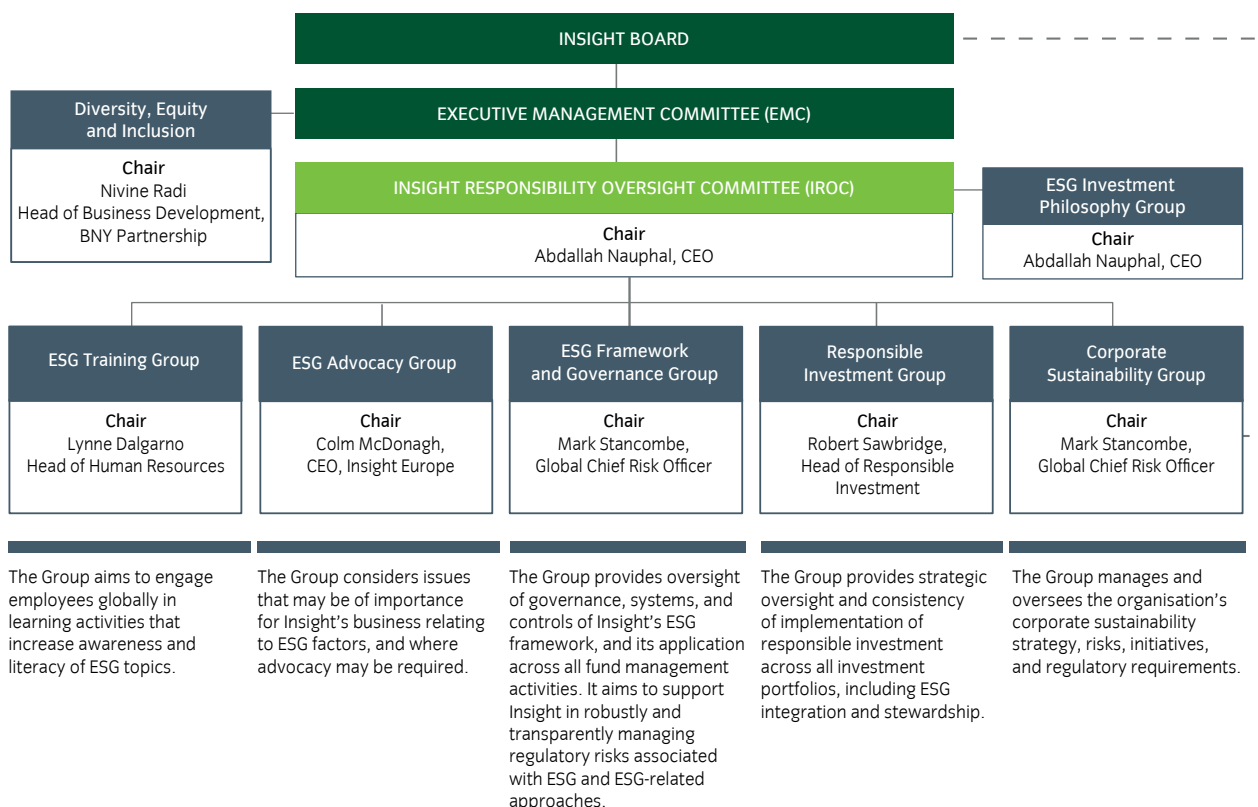 INSIGHT BOARD
Diversity, Equity
and Inclusion
Chair
Nivine Radi
Head of Business Development,
BNY Partnership
EXECUTIVE MANAGEMENT COMMITTEE (EMC)
INSIGHT RESPONSIBILITY OVERSIGHT COMMITTEE (IROC)
Chair
Abdallah Nauphal, CEO
ESG Investment
Philosophy Group
Chair
Abdallah Nauphal, CEO
ESG Training Group
Chair
Lynne Dalgarno
Head of Human Resources
ESG Advocacy Group
Chair
Colm McDonagh,
CEO, Insight Europe
ESG Framework
and Governance Group
Chair
Mark Stancombe,
Global Chief Risk Officer
Responsible
Investment Group
Chair
Robert Sawbridge,
Head of Responsible
Investment
Corporate
Sustainability Group
Chair
Mark Stancombe,
Global Chief Risk Officer
The Group aims to engage
employees globally in
learning activities that
increase awareness and
literacy of ESG topics.
The Group considers issues
that may be of importance
for Insight's business relating
to ESG factors, and where
advocacy may be required.
The Group provides oversight
of governance, systems, and
controls of Insight's ESG
framework, and its application
across all fund management
activities. It aims to support
Insight in robustly and
transparently managing
regulatory risks associated
with ESG and ESG-related
approaches.
The Group provides strategic
oversight and consistency
of implementation of
responsible investment
across all investment
portfolios, including ESG
integration and stewardship.
The Group manages and
oversees the organisation's
corporate sustainability
strategy, risks, initiatives,
and regulatory requirements.